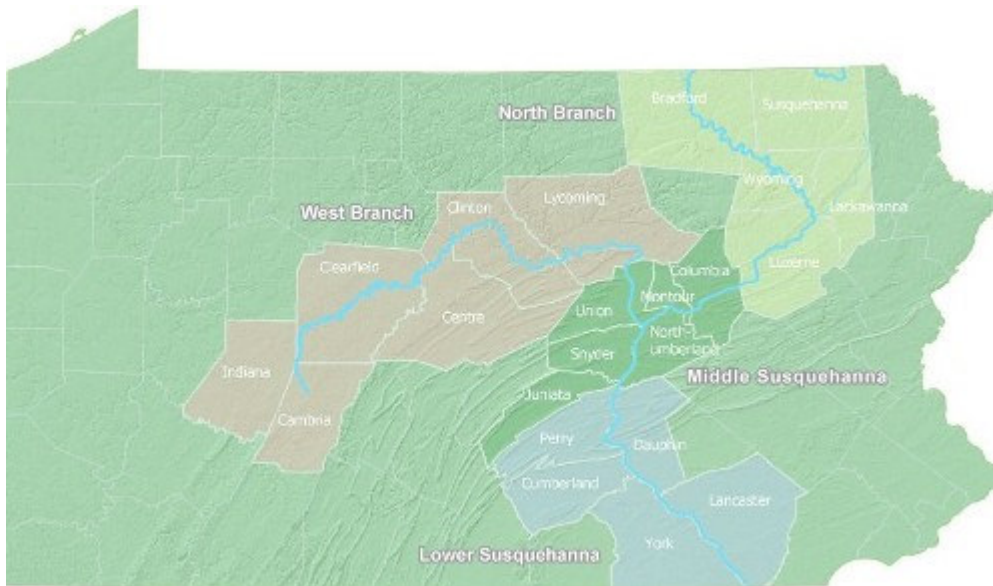 Bradford
Susquehanna
North Branch
Wyoming
Lackawanna
Lycoming
Clinton
West Branch
Luzerne
Columbia
Clearfield
Montour
Union
Centre
North-
umberland
Snyder
Indiana
Middle Susquehanna
Juniata
Cambria
Perry
Dauphin
Cumberland
Lancaster
York
Lower Susquehanna